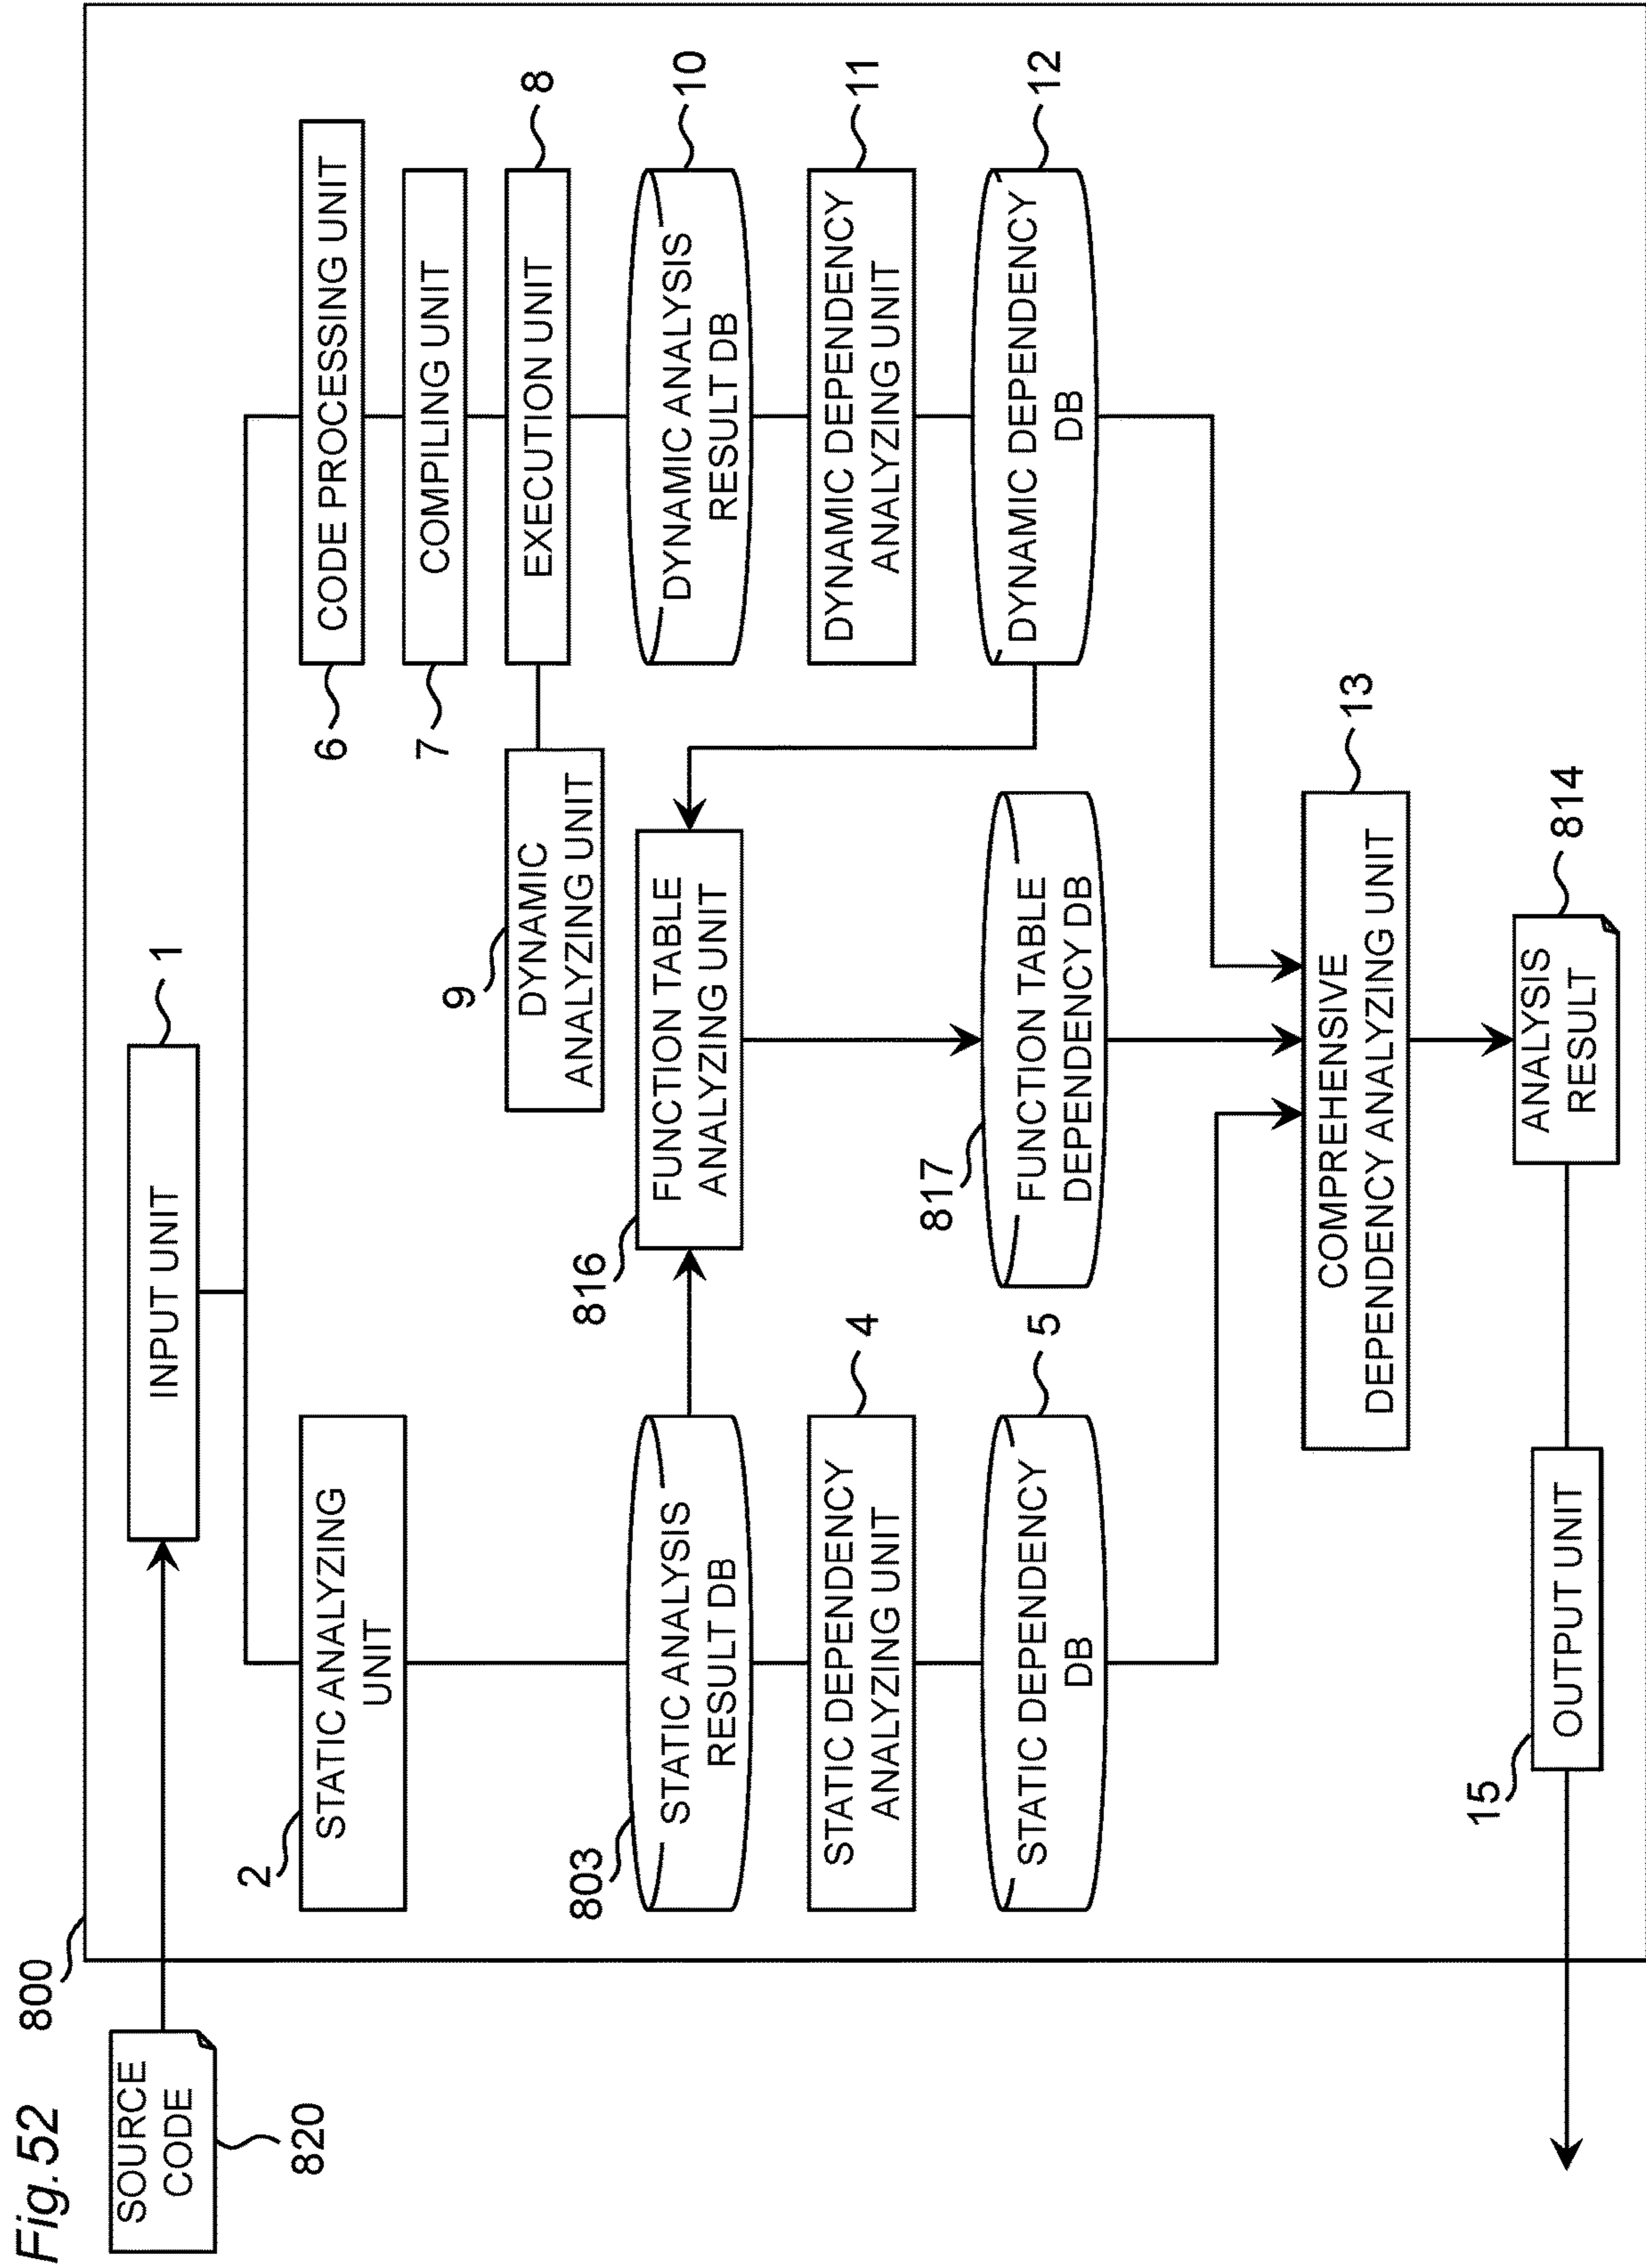 Fig.52
800
SOURCE
CODE
820
INPUT UNIT
1
STATIC ANALYZING
UNIT
2
CODE PROCESSING UNIT
6
COMPILING UNIT
7
EXECUTION UNIT
8
DYNAMIC
ANALYZING UNIT
9
STATIC ANALYSIS
RESULT DB
803
FUNCTION TABLE
ANALYZING UNIT
816
DYNAMIC ANALYSIS
RESULT DB
10
STATIC DEPENDENCY
ANALYZING UNIT
4
DYNAMIC DEPENDENCY
ANALYZING UNIT
11
STATIC DEPENDENCY
DB
5
FUNCTION TABLE
DEPENDENCY DB
817
DYNAMIC DEPENDENCY
DB
12
COMPREHENSIVE
DEPENDENCY ANALYZING UNIT
13
OUTPUT UNIT
15
ANALYSIS
RESULT
814